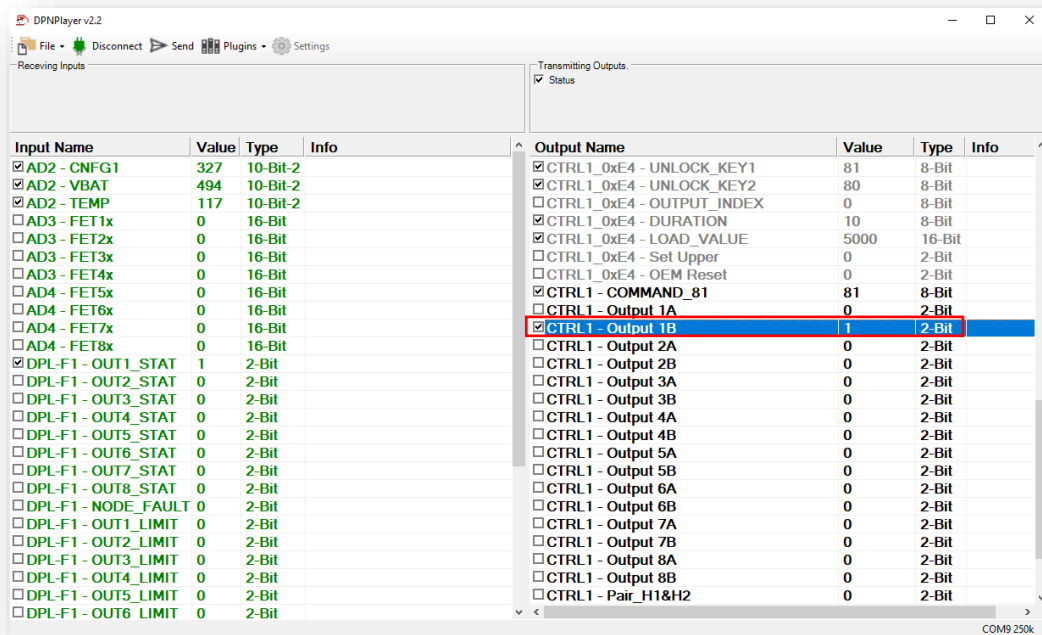 DPNPlayer v2.2
File Disconnect Send Plugins Settings
Receving Inputs
Input Name Value Type Info
AD2 - CNFG1 327 10-Bit-2
AD2 - VBAT 494 10-Bit-2
AD2 - TEMP 117 10-Bit-2
AD3 - FET1x 0 16-Bit
AD3 - FET2x 0 16-Bit
AD3 - FET3x 0 16-Bit
AD3 - FET4x 0 16-Bit
AD4 - FET5x 0 16-Bit
AD4 - FET6x 0 16-Bit
AD4 - FET7x 0 16-Bit
AD4 - FET8x 0 16-Bit
DPL-F1 - OUT1_STAT 1 2-Bit
DPL-F1 - OUT2_STAT 0 2-Bit
DPL-F1 - OUT3_STAT 0 2-Bit
DPL-F1 - OUT4_STAT 0 2-Bit
DPL-F1 - OUT5_STAT 0 2-Bit
DPL-F1 - OUT6_STAT 0 2-Bit
DPL-F1 - OUT7_STAT 0 2-Bit
DPL-F1 - OUT8_STAT 0 2-Bit
DPL-F1 - NODE_FAULT 0 2-Bit
DPL-F1 - OUT1_LIMIT 0 2-Bit
DPL-F1 - OUT2_LIMIT 0 2-Bit
DPL-F1 - OUT3_LIMIT 0 2-Bit
DPL-F1 - OUT4_LIMIT 0 2-Bit
DPL-F1 - OUT5_LIMIT 0 2-Bit
DPL-F1 - OUT6_LIMIT 0 2-Bit
Transmitting Outputs.
Status
Output Name Value Type Info
CTRL1_0xE4 - UNLOCK_KEY1 81 8-Bit
CTRL1_0xE4 - UNLOCK_KEY2 80 8-Bit
CTRL1_0xE4 - OUTPUT_INDEX 0 8-Bit
CTRL1_0xE4 - DURATION 10 8-Bit
CTRL1_0xE4 - LOAD_VALUE 5000 16-Bit
CTRL1_0xE4 - Set Upper 0 2-Bit
CTRL1_0xE4 - OEM Reset 0 2-Bit
CTRL1 - COMMAND_81 81 8-Bit
CTRL1 - Output 1A 0 2-Bit
CTRL1 - Output 1B 1 2-Bit
CTRL1 - Output 2A 0 2-Bit
CTRL1 - Output 2B 0 2-Bit
CTRL1 - Output 3A 0 2-Bit
CTRL1 - Output 3B 0 2-Bit
CTRL1 - Output 4A 0 2-Bit
CTRL1 - Output 4B 0 2-Bit
CTRL1 - Output 5A 0 2-Bit
CTRL1 - Output 5B 0 2-Bit
CTRL1 - Output 6A 0 2-Bit
CTRL1 - Output 6B 0 2-Bit
CTRL1 - Output 7A 0 2-Bit
CTRL1 - Output 7B 0 2-Bit
CTRL1 - Output 8A 0 2-Bit
CTRL1 - Output 8B 0 2-Bit
CTRL1 - Pair_H1&H2 0 2-Bit
COM9 250k